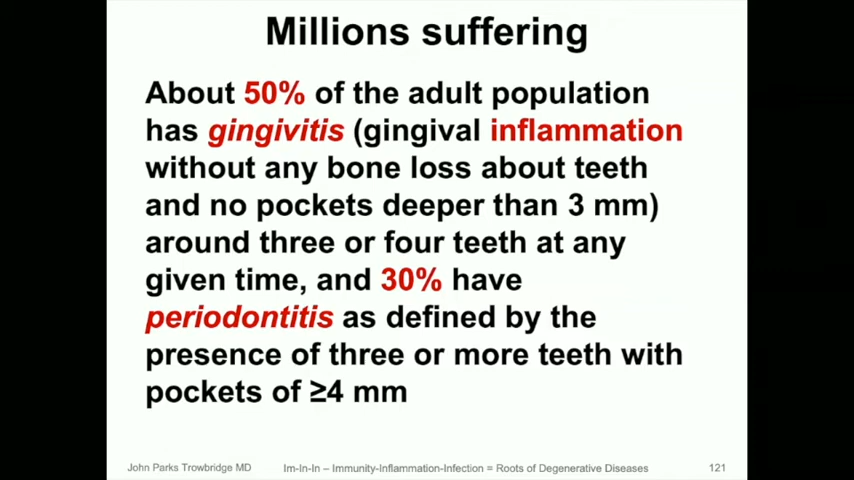 Millions suffering
About 50% of the adult population
has gingivitis (gingival inflammation
without any bone loss about teeth
and no pockets deeper than 3 mm)
around three or four teeth at any
given time, and 30% have
periodontitis as defined by the
presence of three or more teeth with
pockets of ≥4 mm
John Parks Trowbridge MD Im-In-In – Immunity-Inflammation-Infection = Roots of Degenerative Diseases 121